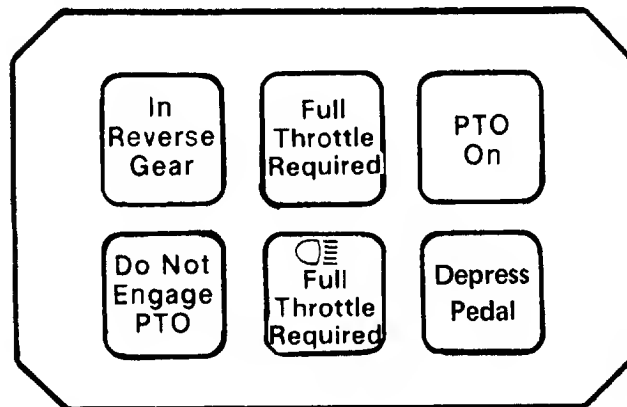 In
Reverse
Gear
Full
Throttle
Required
PTO
On
Do Not
Engage
PTO
Full
Throttle
Required
Depress
Pedal